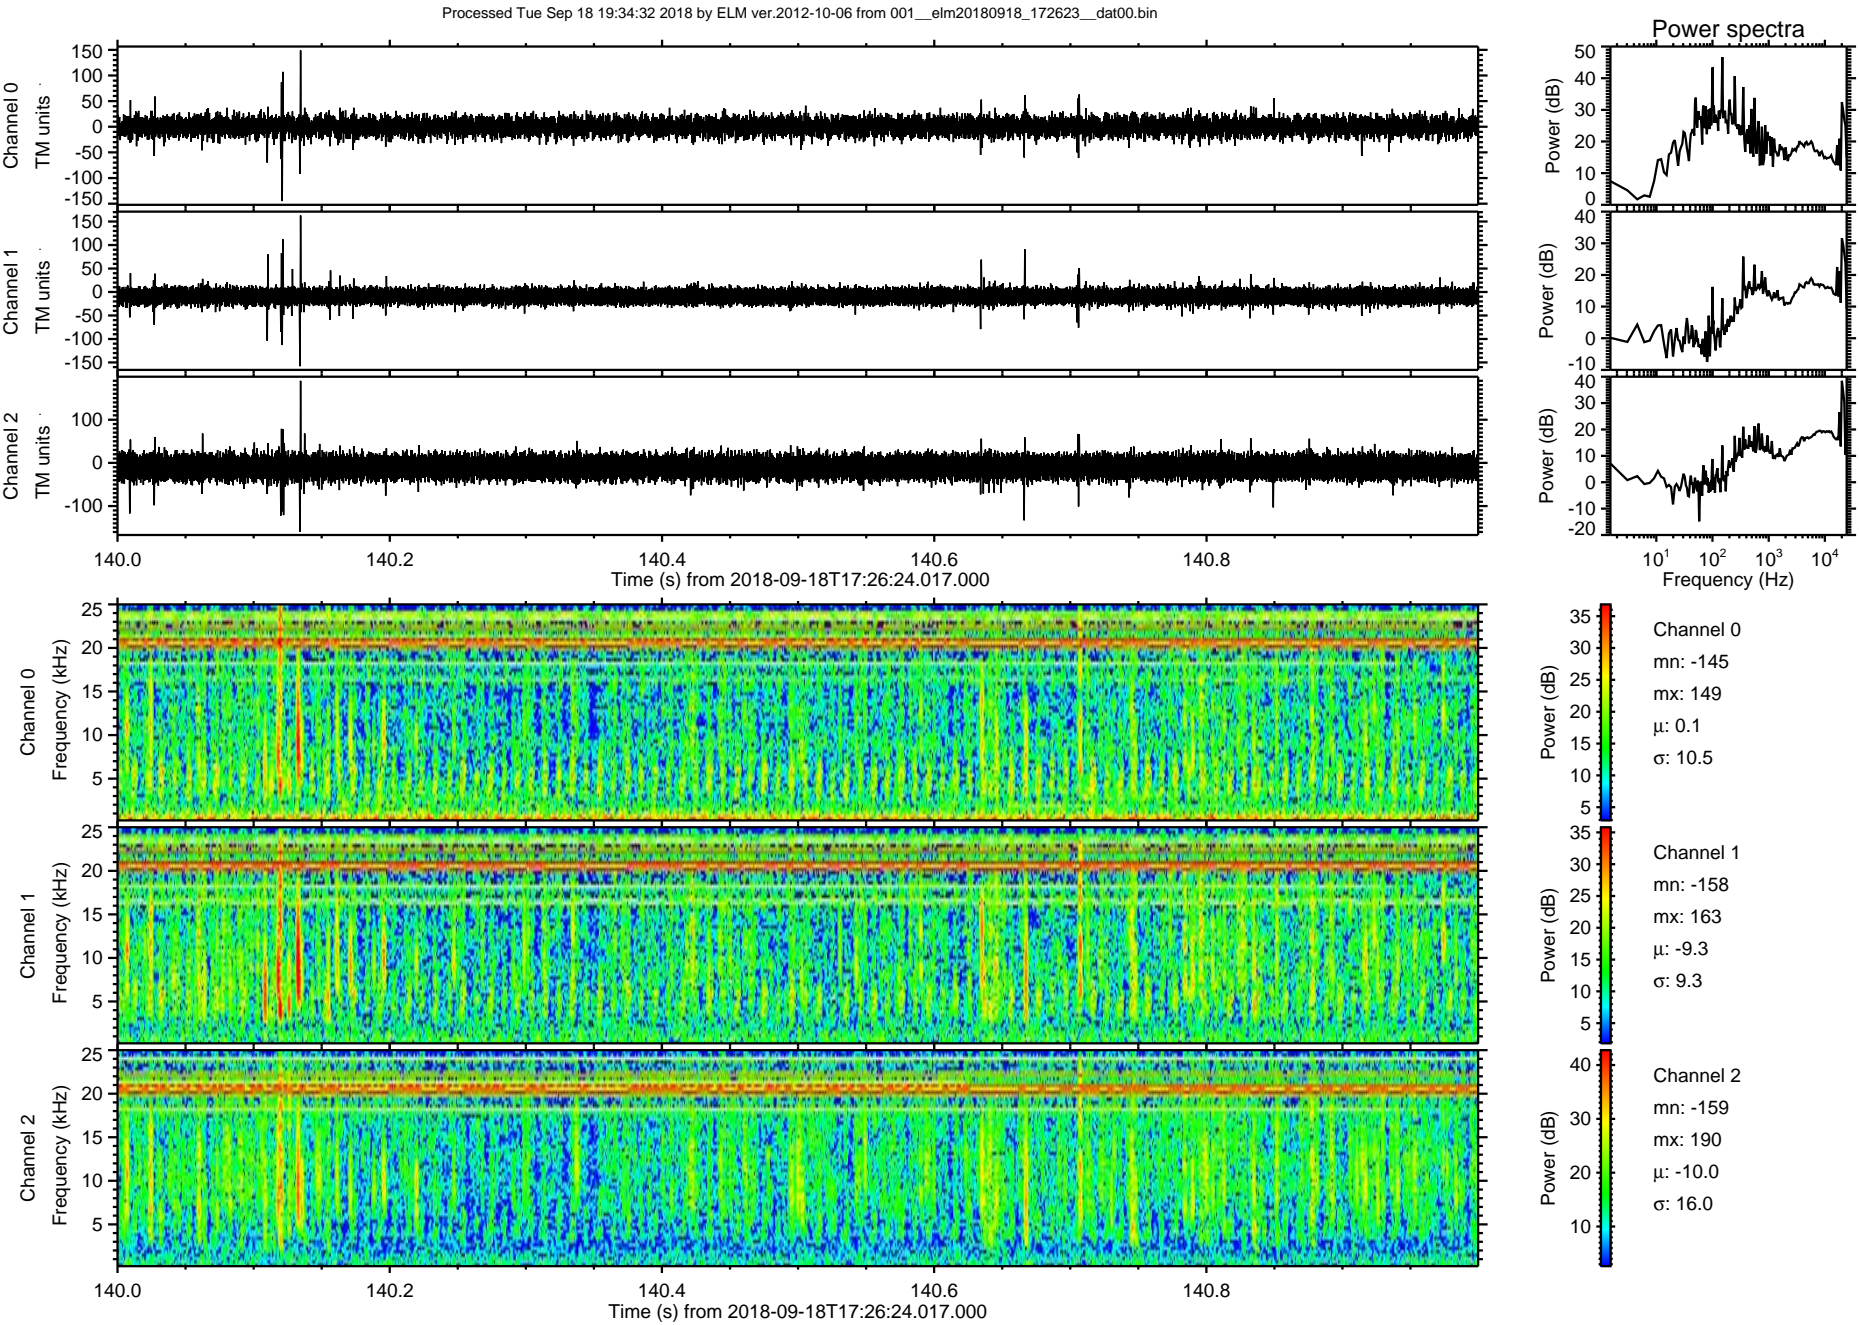 Processed Tue Sep 18 19:34:32 2018 by ELM ver.2012-10-06 from 001__elm20180918_172623__dat00.bin
Power spectra
Channel 0
TM units
150
100
50
0
-50
-100
-150
Power (dB)
50
40
30
20
10
0
Channel 1
TM units
150
100
50
0
-50
-100
-150
Power (dB)
40
30
20
10
0
-10
Channel 2
TM units
100
0
-100
Power (dB)
40
30
20
10
0
-10
-20
140.0 140.2 140.4 140.6 140.8
Time (s) from 2018-09-18T17:26:24.017.000
10¹ 10² 10³ 10⁴
Frequency (Hz)
Channel 0
Frequency (kHz)
25
20
15
10
5
Power (dB)
35
30
25
20
15
10
5
Channel 0
mn: -145
mx: 149
μ: 0.1
σ: 10.5
Channel 1
Frequency (kHz)
25
20
15
10
5
Power (dB)
35
30
25
20
15
10
5
Channel 1
mn: -158
mx: 163
μ: -9.3
σ: 9.3
Channel 2
Frequency (kHz)
25
20
15
10
5
Power (dB)
40
30
20
10
Channel 2
mn: -159
mx: 190
μ: -10.0
σ: 16.0
140.0 140.2 140.4 140.6 140.8
Time (s) from 2018-09-18T17:26:24.017.000